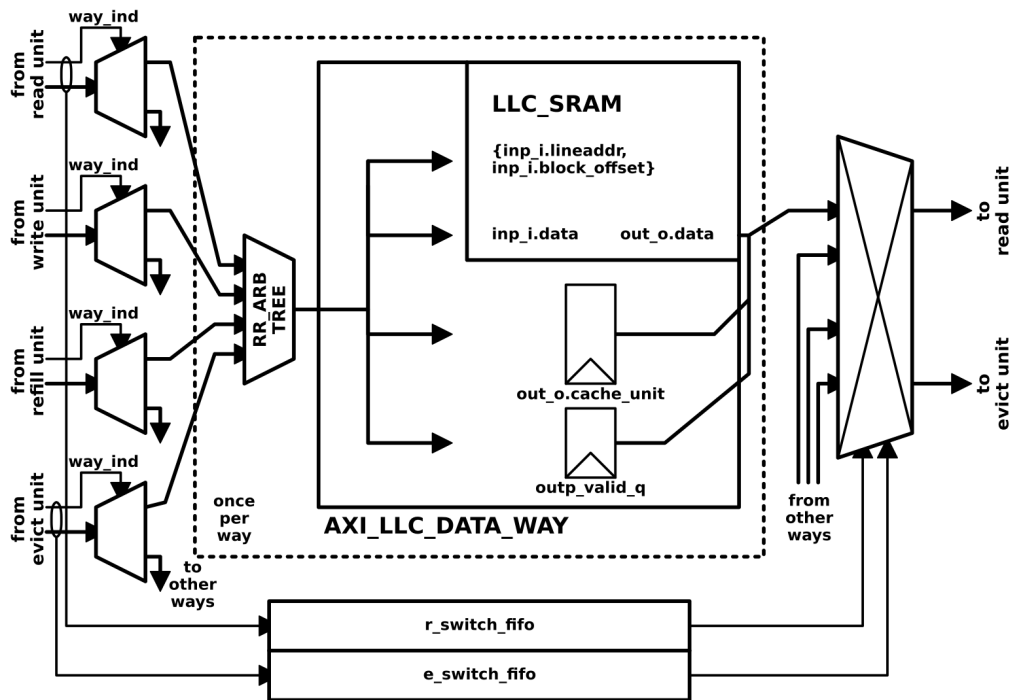 way_ind
from
read unit
way_ind
from
write unit
way_ind
from
refill unit
way_ind
from
evict unit
to
other
ways
RR_ARB
TREE
once
per
way
LLC_SRAM
{inp_i.lineaddr,
inp_i.block_offset}
inp_i.data
out_o.data
out_o.cache_unit
outp_valid_q
AXI_LLC_DATA_WAY
from
other
ways
to
read unit
to
evict unit
r_switch_fifo
e_switch_fifo